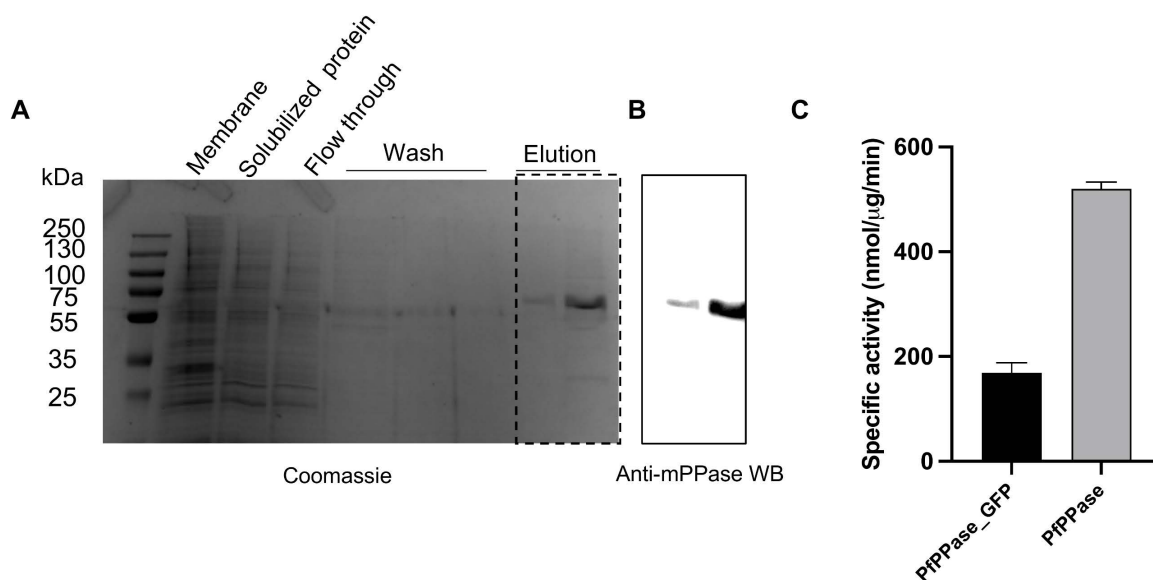 A
Membrane
Solubilized protein
Flow through
Wash
Elution
kDa
250
130
100
75
55
35
25
Coomassie
B
Anti-mPPase WB
C
Specific activity (nmol/μg/min)
600
400
200
0
PfPPase_GFP
PfPPase